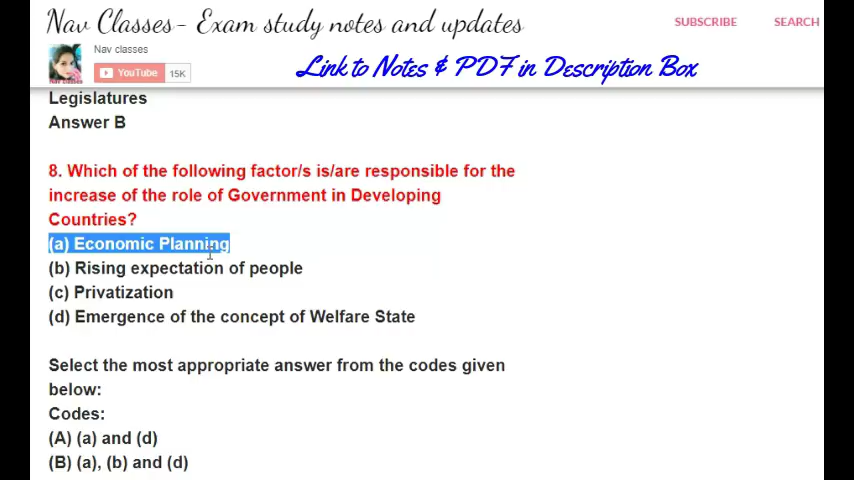 Nav Classes- Exam study notes and updates
SUBSCRIBE
SEARCH
Nav classes
YouTube 15K
Link to Notes & PDF in Description Box
Legislatures
Answer B
8. Which of the following factor/s is/are responsible for the
increase of the role of Government in Developing
Countries?
(a) Economic Planning
(b) Rising expectation of people
(c) Privatization
(d) Emergence of the concept of Welfare State
Select the most appropriate answer from the codes given
below:
Codes:
(A) (a) and (d)
(B) (a), (b) and (d)